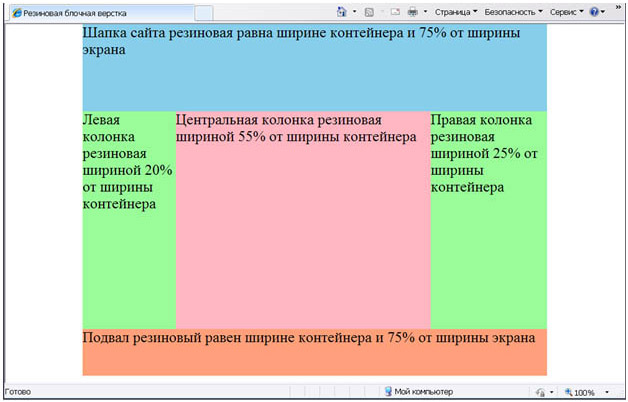 Резиновая блочная верстка
Страница Безопасность Сервис »
Шапка сайта резиновая равна ширине контейнера и 75% от ширины
экрана
Левая
колонка
резиновая
шириной 20%
от ширины
контейнера
Центральная колонка резиновая
шириной 55% от ширины контейнера
Правая колонка
резиновая
шириной 25% от
ширины
контейнера
Подвал резиновый равен ширине контейнера и 75% от ширины экрана
Готово
Мой компьютер
100%